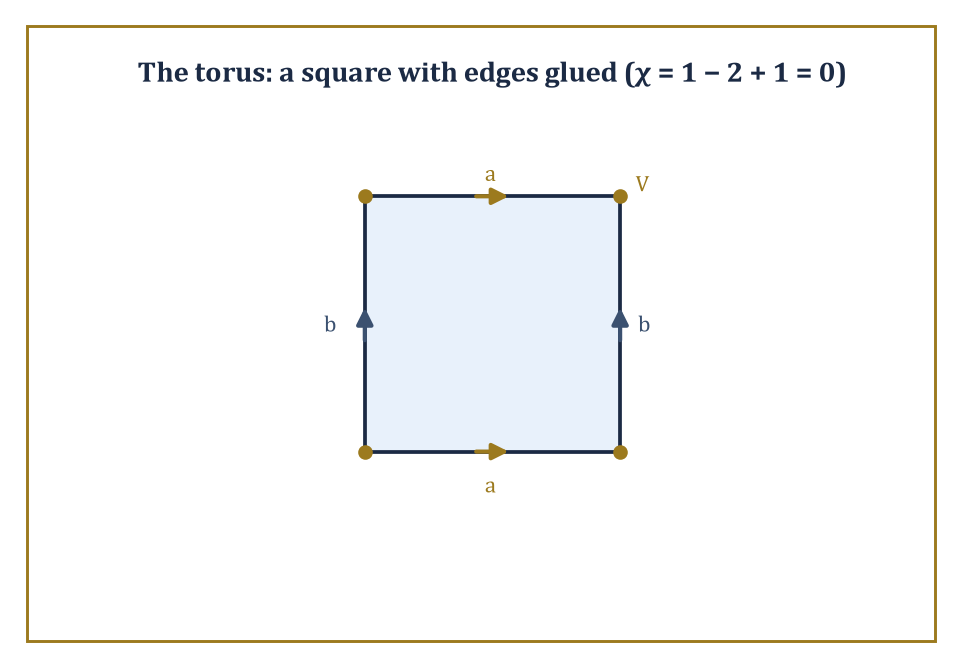 The torus: a square with edges glued (χ = 1 − 2 + 1 = 0)
a
V
b
b
a